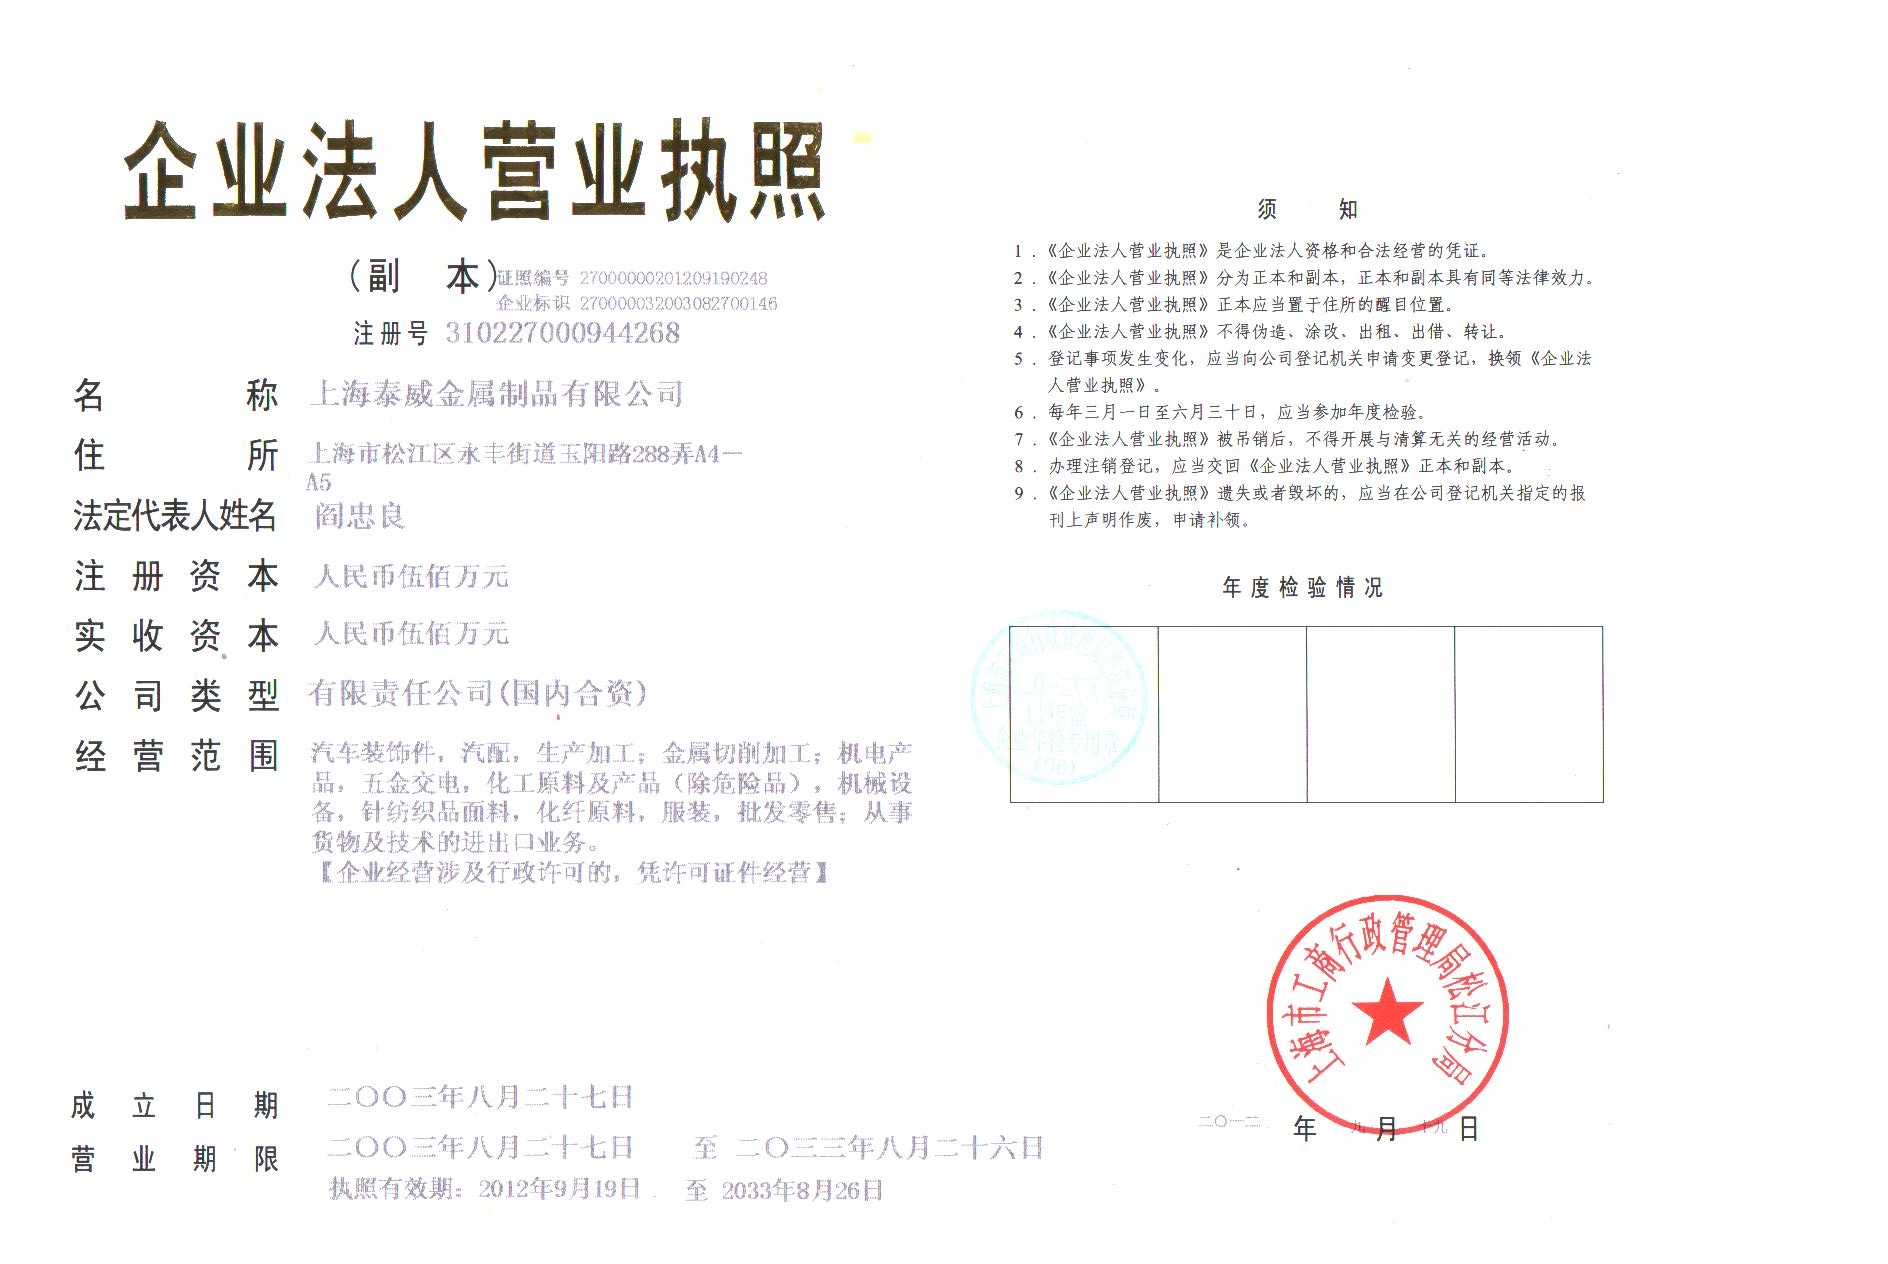 企业法人营业执照
(副 本)
证照编号 27000000201209190248
企业标识 270000032003082700146
注册号 310227000944268
名称 上海泰威金属制品有限公司
住所 上海市松江区永丰街道玉阳路288弄A4—
A5
法定代表人姓名 阎忠良
注册资本 人民币伍佰万元
实收资本 人民币伍佰万元
公司类型 有限责任公司(国内合资)
经营范围 汽车装饰件，汽配，生产加工；金属切削加工；机电产
品，五金交电，化工原料及产品（除危险品），机械设
备，针纺织品面料，化纤原料，服装，批发零售；从事
货物及技术的进出口业务。
【企业经营涉及行政许可的，凭许可证件经营】
成立日期 二〇〇三年八月二十七日
营业期限 二〇〇三年八月二十七日 至 二〇三三年八月二十六日
执照有效期：2012年9月19日 至 2033年8月26日
须 知
1．《企业法人营业执照》是企业法人资格和合法经营的凭证。
2．《企业法人营业执照》分为正本和副本，正本和副本具有同等法律效力。
3．《企业法人营业执照》正本应当置于住所的醒目位置。
4．《企业法人营业执照》不得伪造、涂改、出租、出借、转让。
5．登记事项发生变化，应当向公司登记机关申请变更登记，换领《企业法
人营业执照》。
6．每年三月一日至六月三十日，应当参加年度检验。
7．《企业法人营业执照》被吊销后，不得开展与清算无关的经营活动。
8．办理注销登记，应当交回《企业法人营业执照》正本和副本。
9．《企业法人营业执照》遗失或者毁坏的，应当在公司登记机关指定的报
刊上声明作废，申请补领。
年度检验情况
已年检
企业年检专用章
(26)
上海市工商行政管理局松江分局
二〇一二 年 九 月 十九 日